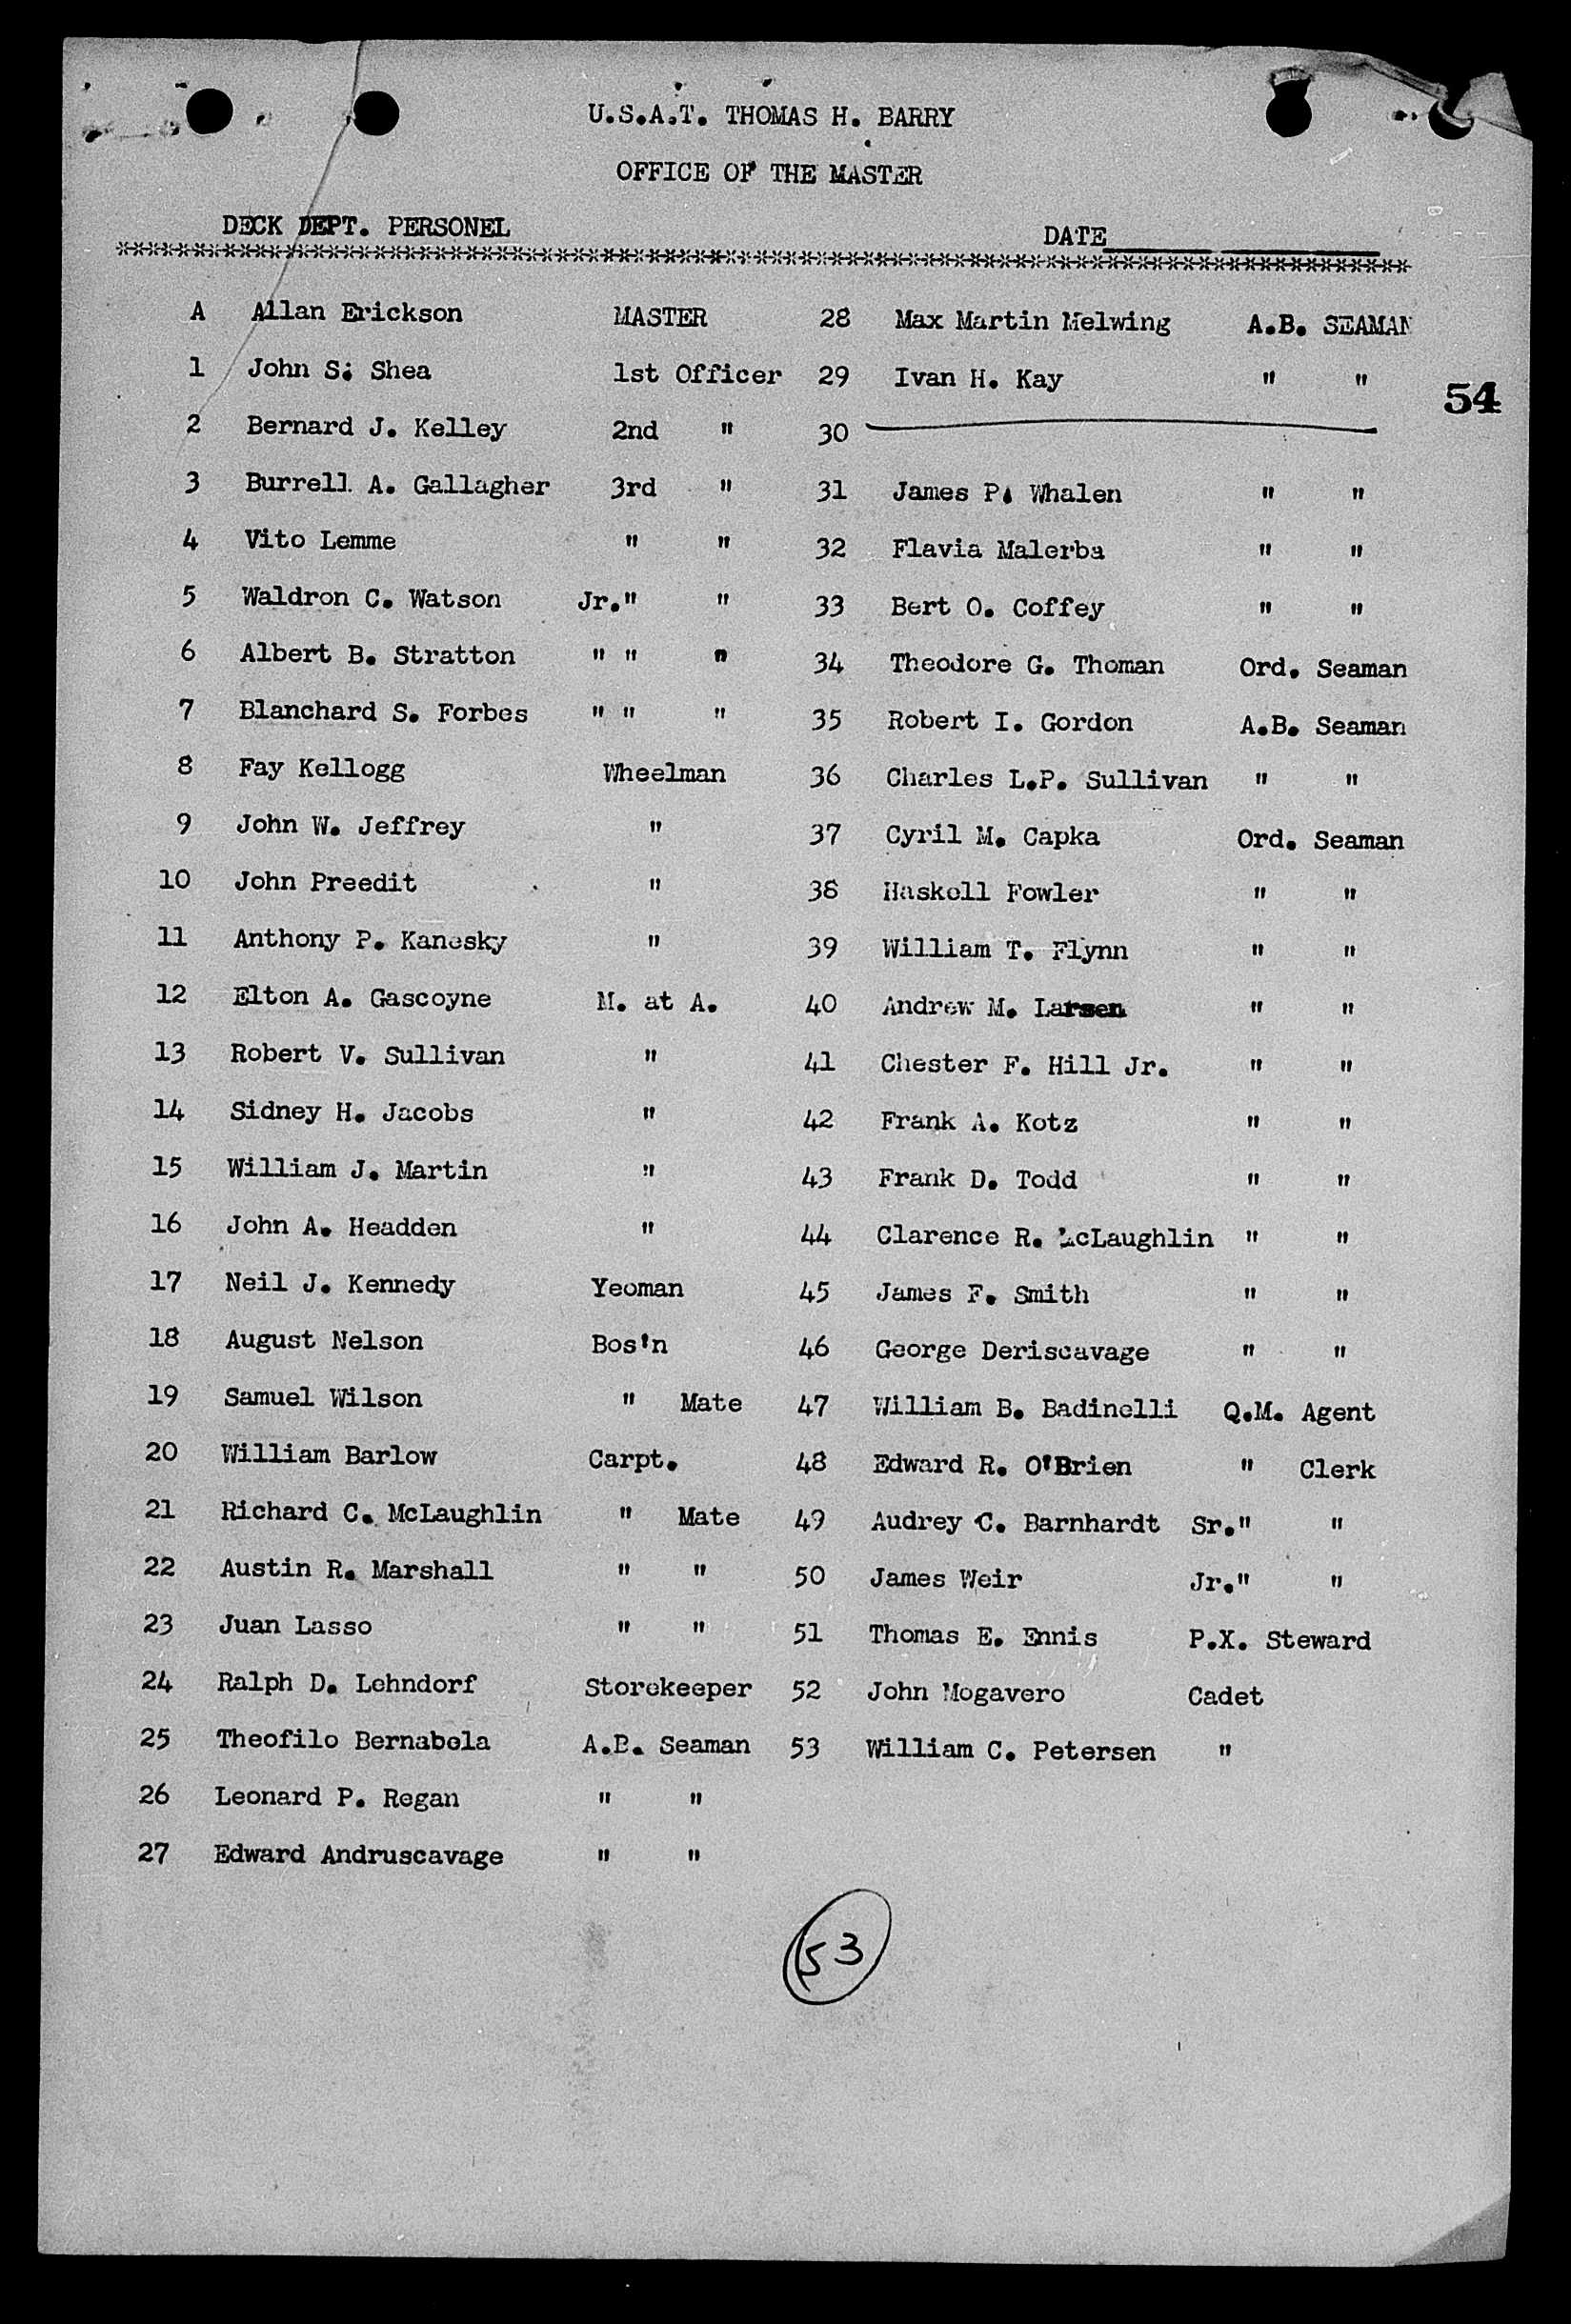 U.S.A.T. THOMAS H. BARRY
OFFICE OF THE MASTER
DECK DEPT. PERSONEL
DATE
A Allan Erickson MASTER
1 John S. Shea 1st Officer
2 Bernard J. Kelley 2nd "
3 Burrell A. Gallagher 3rd "
4 Vito Lemme " "
5 Waldron C. Watson Jr." "
6 Albert B. Stratton " " "
7 Blanchard S. Forbes " " "
8 Fay Kellogg Wheelman
9 John W. Jeffrey "
10 John Preedit "
11 Anthony P. Kanesky "
12 Elton A. Gascoyne M. at A.
13 Robert V. Sullivan "
14 Sidney H. Jacobs "
15 William J. Martin "
16 John A. Headden "
17 Neil J. Kennedy Yeoman
18 August Nelson Bos'n
19 Samuel Wilson " Mate
20 William Barlow Carpt.
21 Richard C. McLaughlin " Mate
22 Austin R. Marshall " "
23 Juan Lasso " "
24 Ralph D. Lehndorf Storekeeper
25 Theofilo Bernabela A.B. Seaman
26 Leonard P. Regan " "
27 Edward Andruscavage " "
28 Max Martin Melwing A.B. SEAMAN
29 Ivan H. Kay " "
30
31 James P. Whalen " "
32 Flavia Malerba " "
33 Bert O. Coffey " "
34 Theodore G. Thoman Ord. Seaman
35 Robert I. Gordon A.B. Seaman
36 Charles L.P. Sullivan " "
37 Cyril M. Capka Ord. Seaman
38 Haskell Fowler " "
39 William T. Flynn " "
40 Andrew M. Larsen " "
41 Chester F. Hill Jr. " "
42 Frank A. Kotz " "
43 Frank D. Todd " "
44 Clarence R. McLaughlin " "
45 James F. Smith " "
46 George Deriscavage " "
47 William B. Badinelli Q.M. Agent
48 Edward R. O'Brien " Clerk
49 Audrey C. Barnhardt Sr." "
50 James Weir Jr." "
51 Thomas E. Ennis P.X. Steward
52 John Mogavero Cadet
53 William C. Petersen "
54
53